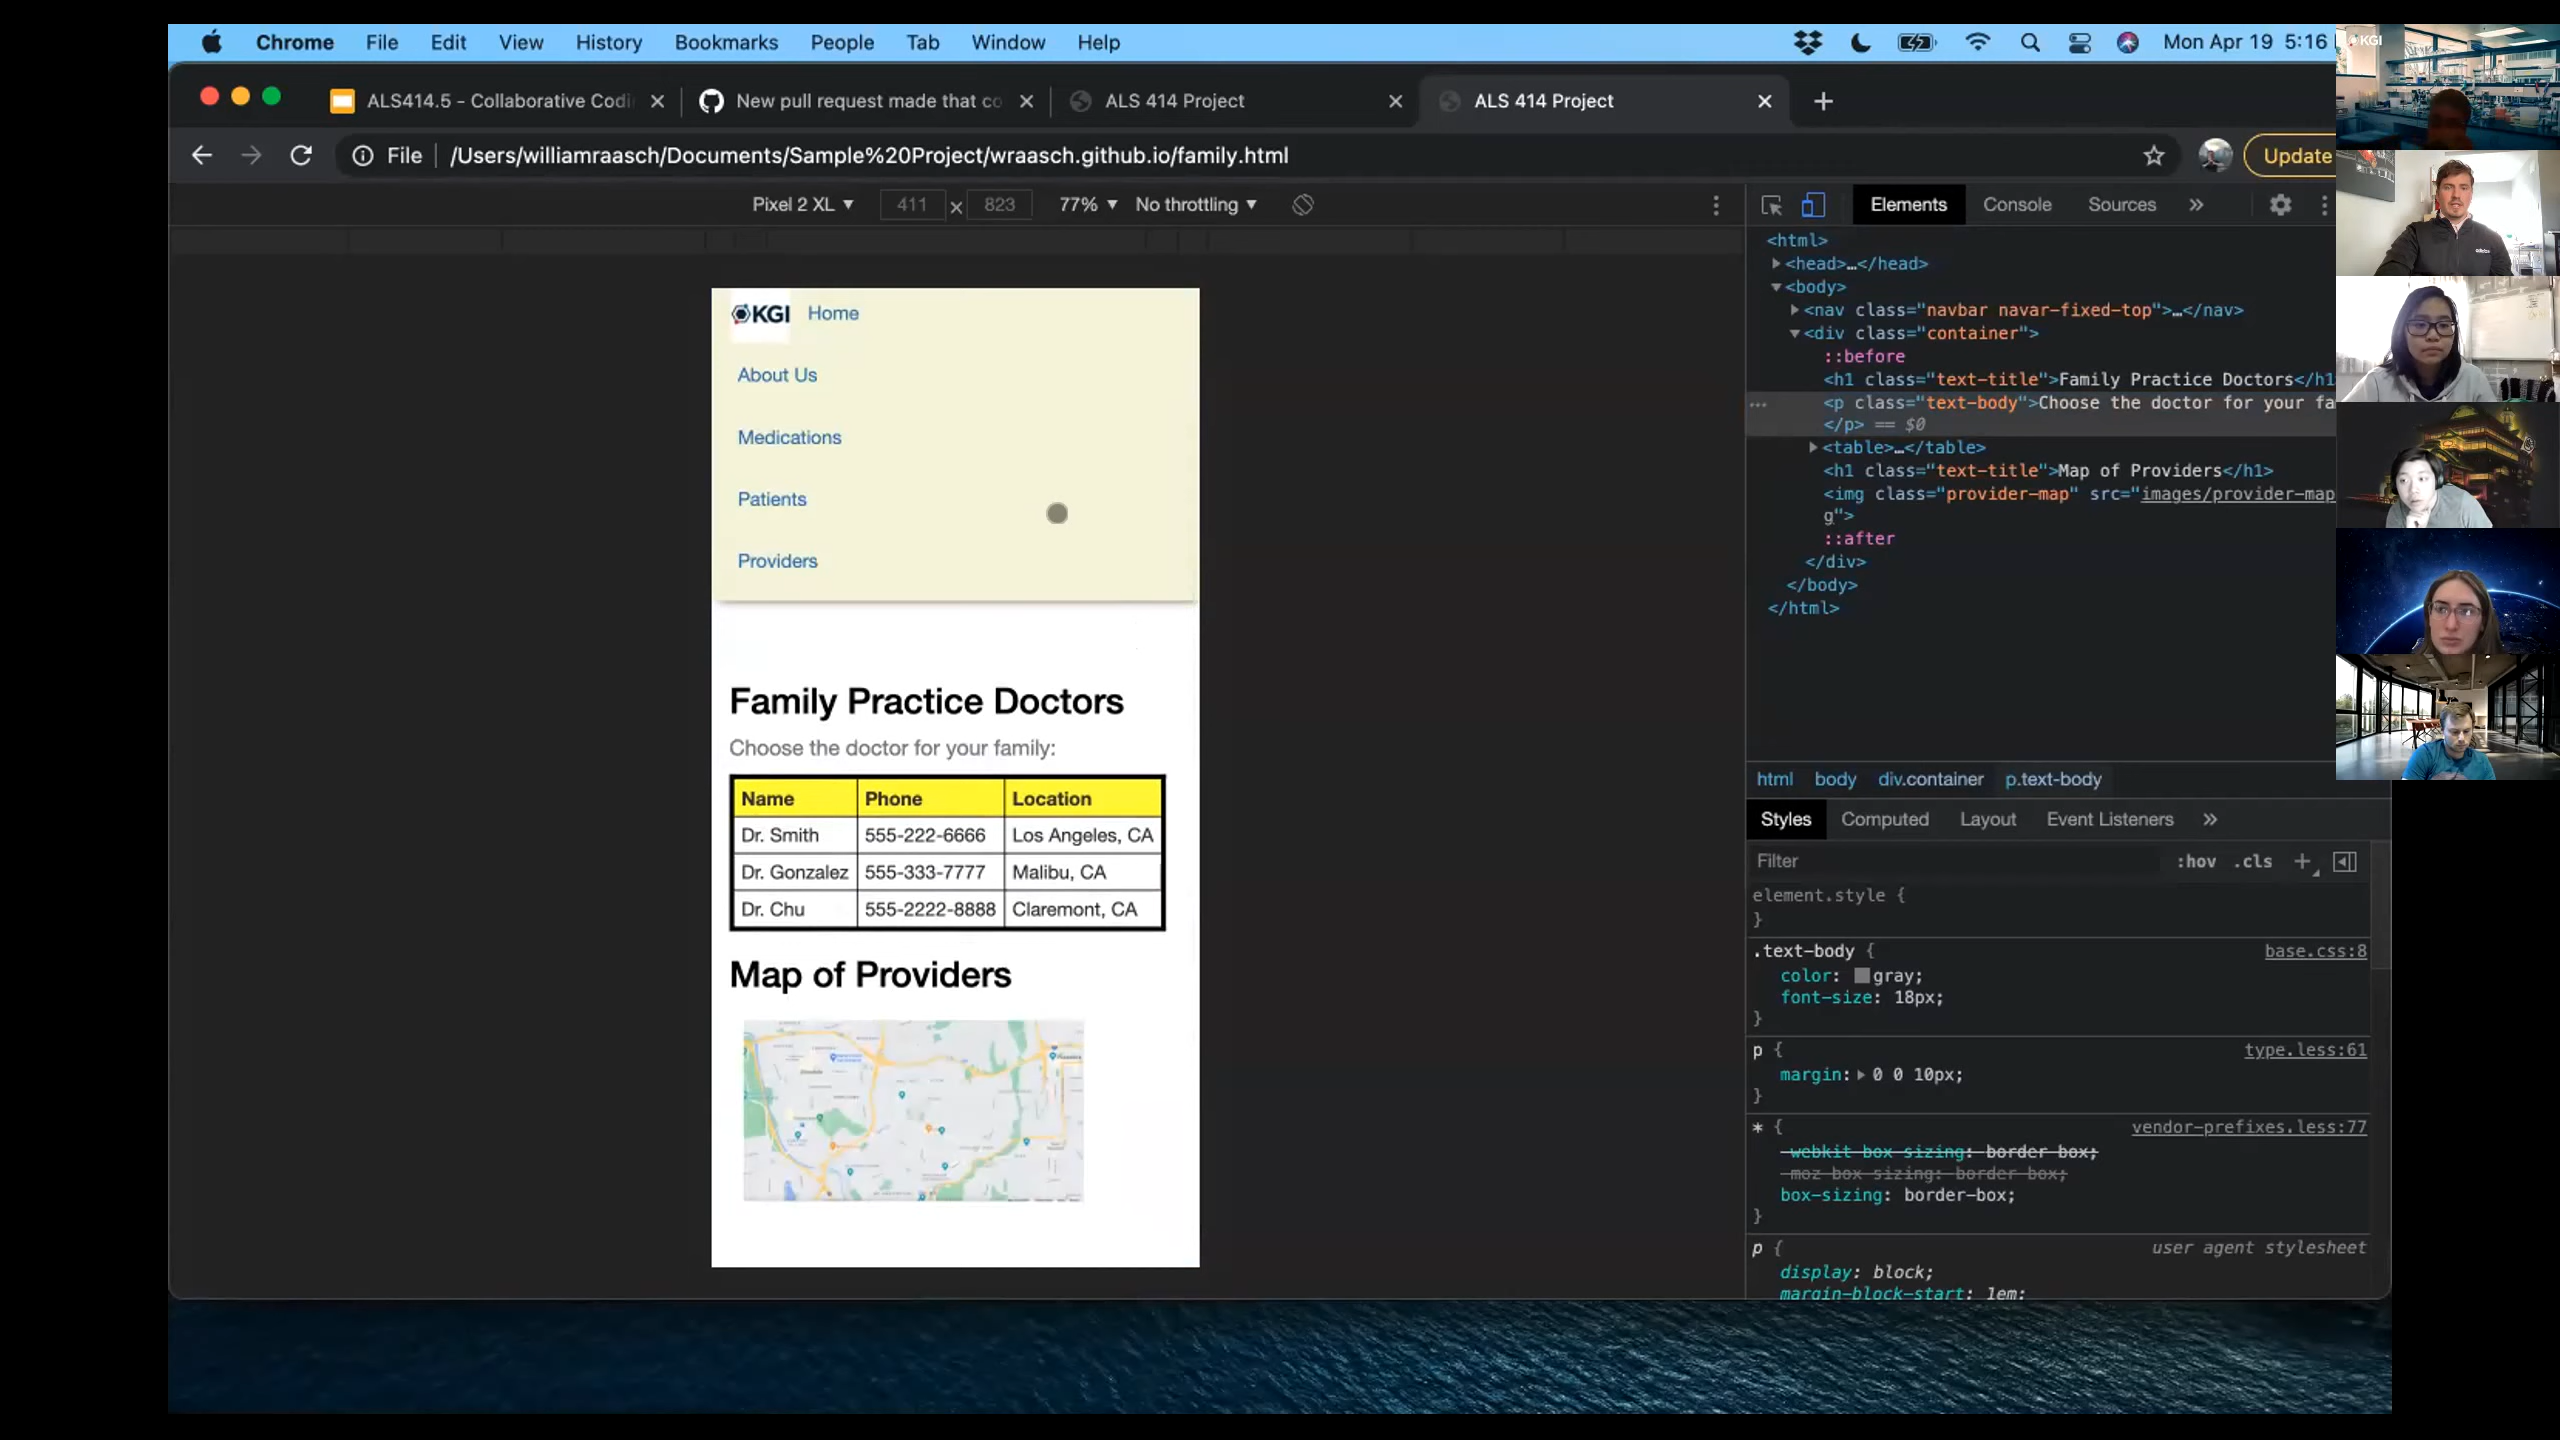 Chrome File Edit View History Bookmarks People Tab Window Help Mon Apr 19 5:16
ALS414.5 - Collaborative Codi New pull request made that co ALS 414 Project ALS 414 Project
File /Users/williamraasch/Documents/Sample%20Project/wraasch.github.io/family.html Update
Pixel 2 XL 411 x 823 77% No throttling
KGI Home
About Us
Medications
Patients
Providers
Family Practice Doctors
Choose the doctor for your family:
Name Phone Location
Dr. Smith 555-222-6666 Los Angeles, CA
Dr. Gonzalez 555-333-7777 Malibu, CA
Dr. Chu 555-2222-8888 Claremont, CA
Map of Providers
Elements Console Sources »
<html>
<head>…</head>
<body>
<nav class="navbar navar-fixed-top">…</nav>
<div class="container">
::before
<h1 class="text-title">Family Practice Doctors</h1
<p class="text-body">Choose the doctor for your fa
</p> == $0
<table>…</table>
<h1 class="text-title">Map of Providers</h1>
<img class="provider-map" src="images/provider-map
g">
::after
</div>
</body>
</html>
html body div.container p.text-body
Styles Computed Layout Event Listeners »
Filter :hov .cls +
element.style {
}
.text-body { base.css:8
color: gray;
font-size: 18px;
}
p { type.less:61
margin: 0 0 10px;
}
* { vendor-prefixes.less:77
-webkit-box-sizing: border-box;
-moz-box-sizing: border-box;
box-sizing: border-box;
}
p { user agent stylesheet
display: block;
margin-block-start: 1em;
KGI
adidas